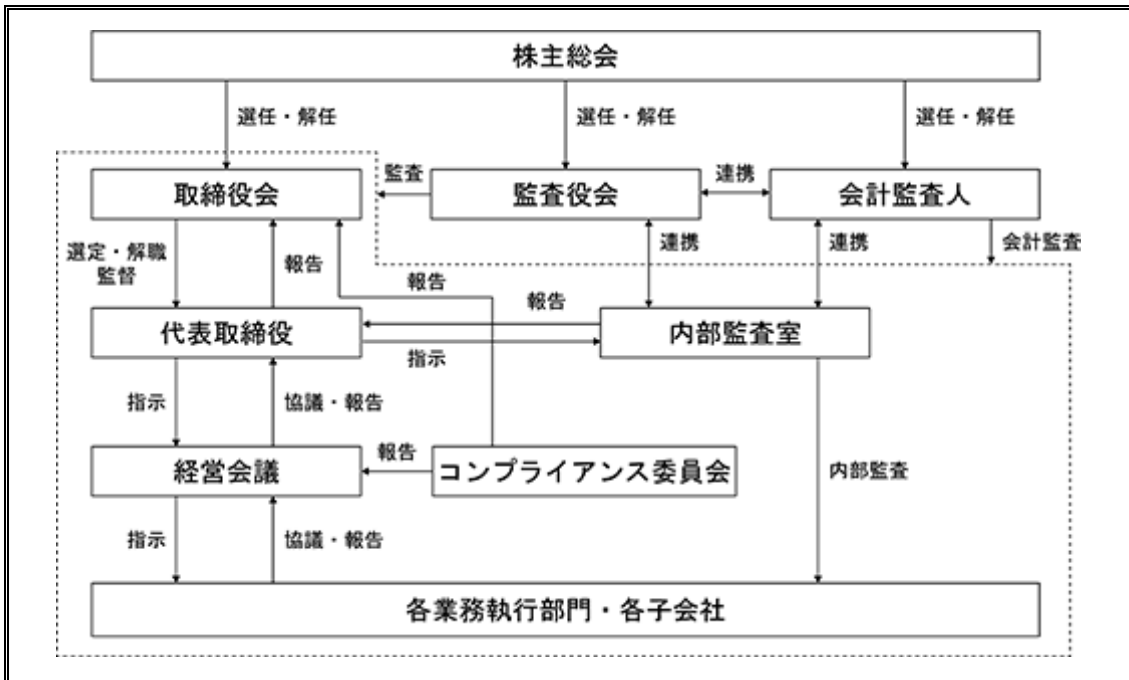 株主総会
選任・解任
選任・解任
選任・解任
取締役会
監査
監査役会
連携
会計監査人
選定・解職
監督
報告
報告
連携
連携
会計監査
代表取締役
報告
指示
内部監査室
指示
協議・報告
経営会議
報告
コンプライアンス委員会
内部監査
指示
協議・報告
各業務執行部門・各子会社